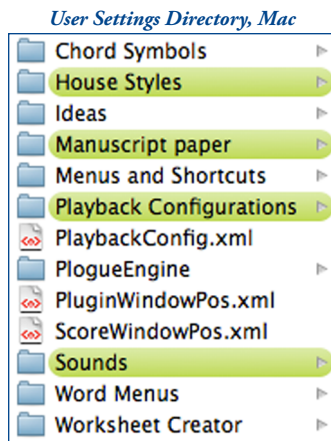 User Settings Directory, Mac
Chord Symbols
House Styles
Ideas
Manuscript paper
Menus and Shortcuts
Playback Configurations
PlaybackConfig.xml
PlogueEngine
PluginWindowPos.xml
ScoreWindowPos.xml
Sounds
Word Menus
Worksheet Creator